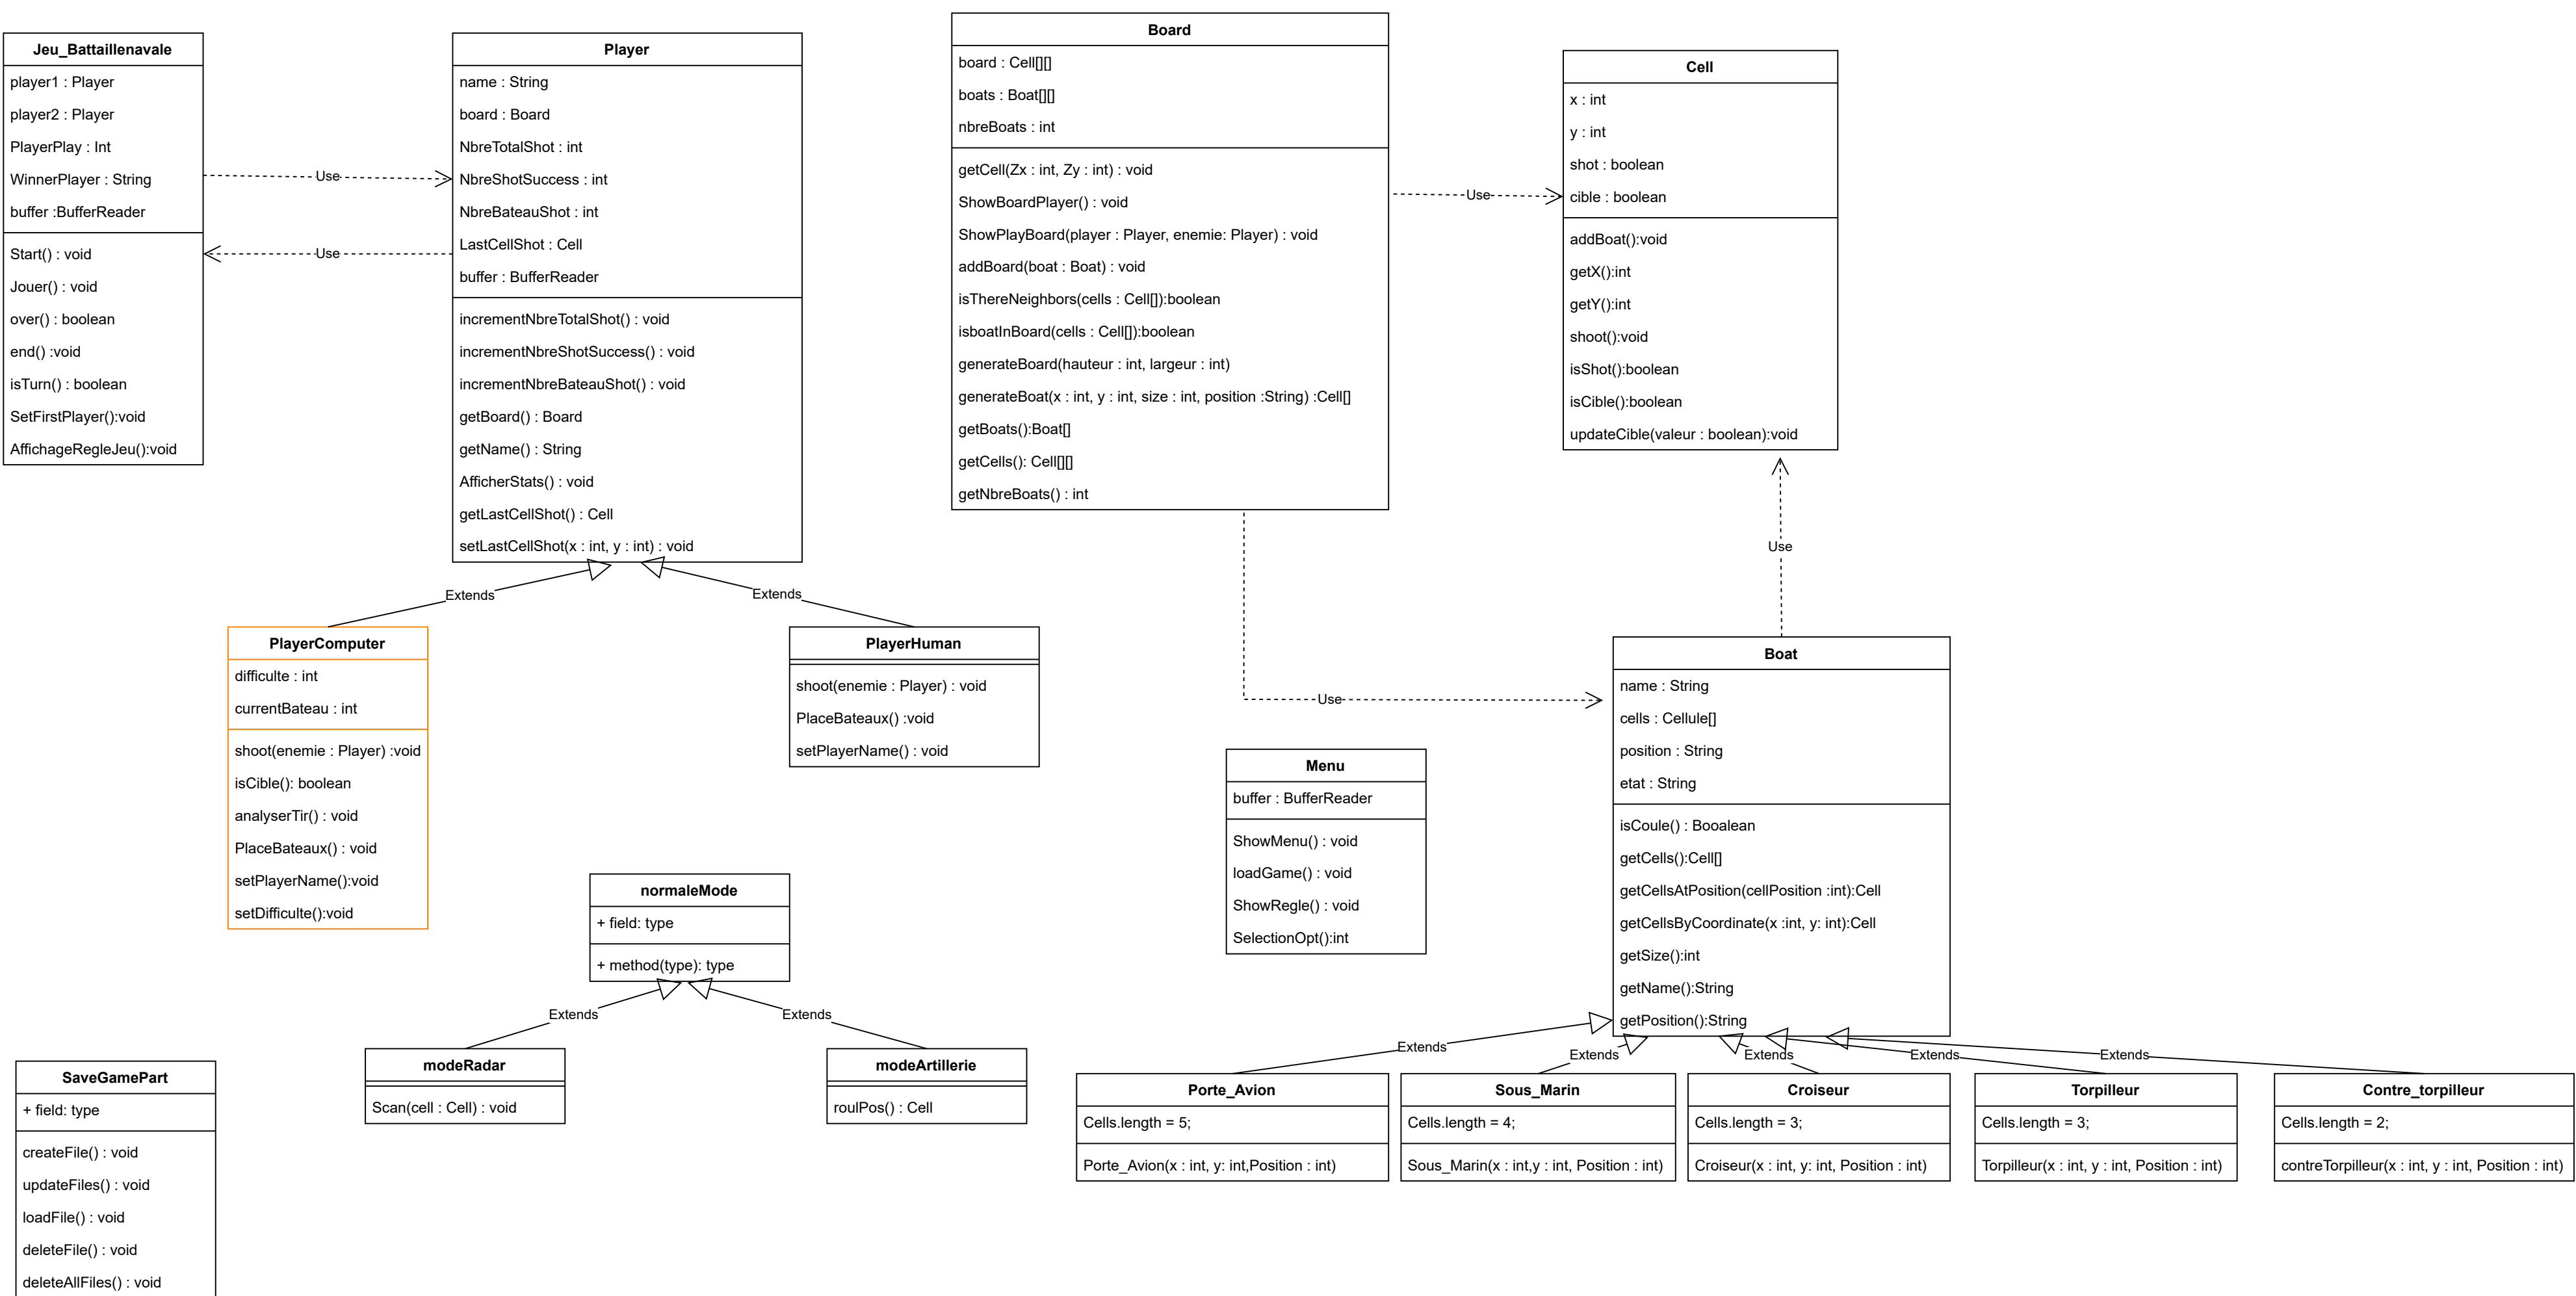 Jeu_Battaillenavale
player1 : Player
player2 : Player
PlayerPlay : Int
WinnerPlayer : String
buffer :BufferReader
Start() : void
Jouer() : void
over() : boolean
end() :void
isTurn() : boolean
SetFirstPlayer():void
AffichageRegleJeu():void
Use
Use
Player
name : String
board : Board
NbreTotalShot : int
NbreShotSuccess : int
NbreBateauShot : int
LastCellShot : Cell
buffer : BufferReader
incrementNbreTotalShot() : void
incrementNbreShotSuccess() : void
incrementNbreBateauShot() : void
getBoard() : Board
getName() : String
AfficherStats() : void
getLastCellShot() : Cell
setLastCellShot(x : int, y : int) : void
Board
board : Cell[][]
boats : Boat[][]
nbreBoats : int
getCell(Zx : int, Zy : int) : void
ShowBoardPlayer() : void
ShowPlayBoard(player : Player, enemie: Player) : void
addBoard(boat : Boat) : void
isThereNeighbors(cells : Cell[]):boolean
isboatInBoard(cells : Cell[]):boolean
generateBoard(hauteur : int, largeur : int)
generateBoat(x : int, y : int, size : int, position :String) :Cell[]
getBoats():Boat[]
getCells(): Cell[][]
getNbreBoats() : int
Use
Cell
x : int
y : int
shot : boolean
cible : boolean
addBoat():void
getX():int
getY():int
shoot():void
isShot():boolean
isCible():boolean
updateCible(valeur : boolean):void
Use
Extends
Extends
PlayerComputer
difficulte : int
currentBateau : int
shoot(enemie : Player) :void
isCible(): boolean
analyserTir() : void
PlaceBateaux() : void
setPlayerName():void
setDifficulte():void
PlayerHuman
shoot(enemie : Player) : void
PlaceBateaux() :void
setPlayerName() : void
Use
Menu
buffer : BufferReader
ShowMenu() : void
loadGame() : void
ShowRegle() : void
SelectionOpt():int
Boat
name : String
cells : Cellule[]
position : String
etat : String
isCoule() : Booalean
getCells():Cell[]
getCellsAtPosition(cellPosition :int):Cell
getCellsByCoordinate(x :int, y: int):Cell
getSize():int
getName():String
getPosition():String
normaleMode
+ field: type
+ method(type): type
Extends
Extends
modeRadar
Scan(cell : Cell) : void
modeArtillerie
roulPos() : Cell
SaveGamePart
+ field: type
createFile() : void
updateFiles() : void
loadFile() : void
deleteFile() : void
deleteAllFiles() : void
Extends
Extends
Extends
Extends
Extends
Porte_Avion
Cells.length = 5;
Porte_Avion(x : int, y: int,Position : int)
Sous_Marin
Cells.length = 4;
Sous_Marin(x : int,y : int, Position : int)
Croiseur
Cells.length = 3;
Croiseur(x : int, y: int, Position : int)
Torpilleur
Cells.length = 3;
Torpilleur(x : int, y : int, Position : int)
Contre_torpilleur
Cells.length = 2;
contreTorpilleur(x : int, y : int, Position : int)